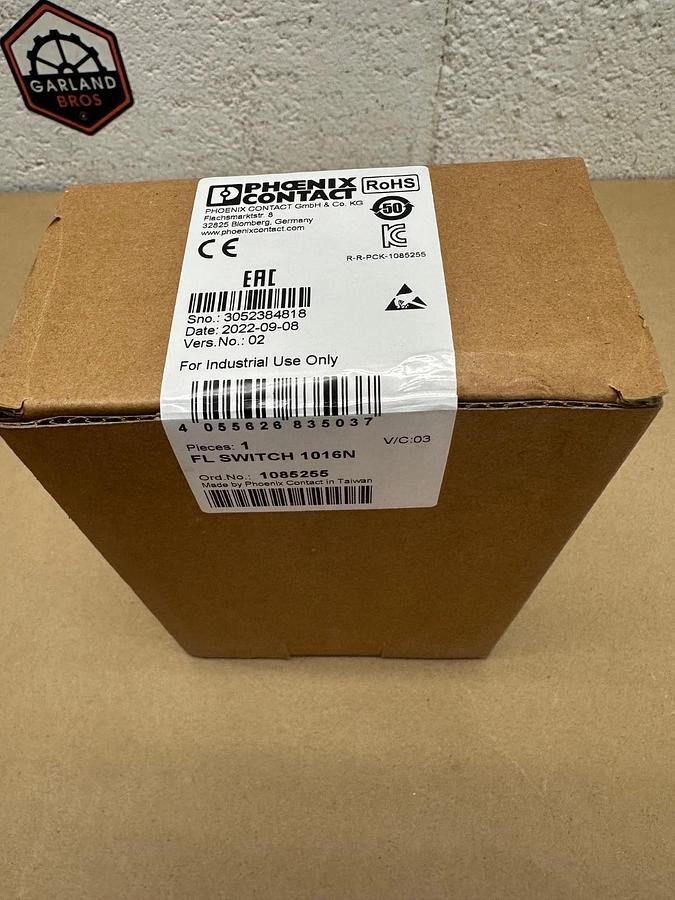 GARLAND
BROS
PHŒNIX
CONTACT
RoHS
PHOENIX CONTACT GmbH & Co. KG
Flachsmarktstr. 8
32825 Blomberg, Germany
www.phoenixcontact.com
50
CE
R-R-PCK-1085255
EAC
Sno.: 3052384818
Date: 2022-09-08
Vers.No.: 02
For Industrial Use Only
4 055626 835037
Pieces: 1
V/C:03
FL SWITCH 1016N
Ord.No.: 1085255
Made by Phoenix Contact in Taiwan